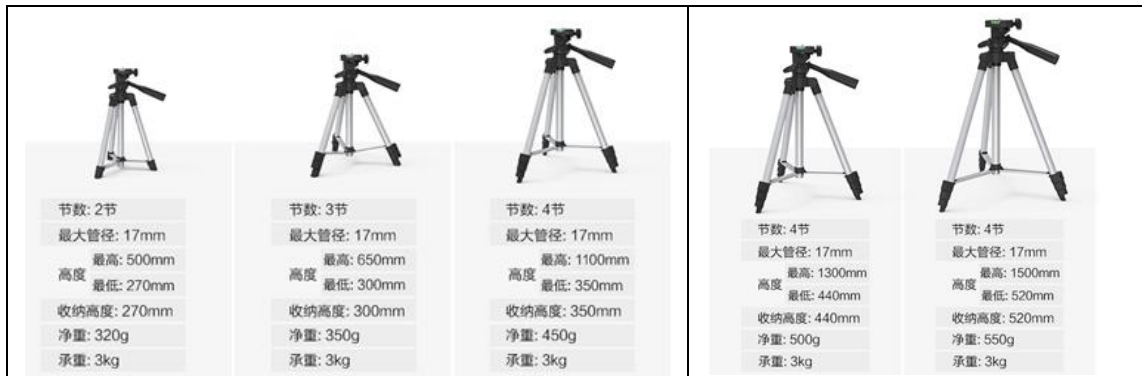 节数: 2节
最大管径: 17mm
高度
最高: 500mm
最低: 270mm
收纳高度: 270mm
净重: 320g
承重: 3kg
节数: 3节
最大管径: 17mm
高度
最高: 650mm
最低: 300mm
收纳高度: 300mm
净重: 350g
承重: 3kg
节数: 4节
最大管径: 17mm
高度
最高: 1100mm
最低: 350mm
收纳高度: 350mm
净重: 450g
承重: 3kg
节数: 4节
最大管径: 17mm
高度
最高: 1300mm
最低: 440mm
收纳高度: 440mm
净重: 500g
承重: 3kg
节数: 4节
最大管径: 17mm
高度
最高: 1500mm
最低: 520mm
收纳高度: 520mm
净重: 550g
承重: 3kg